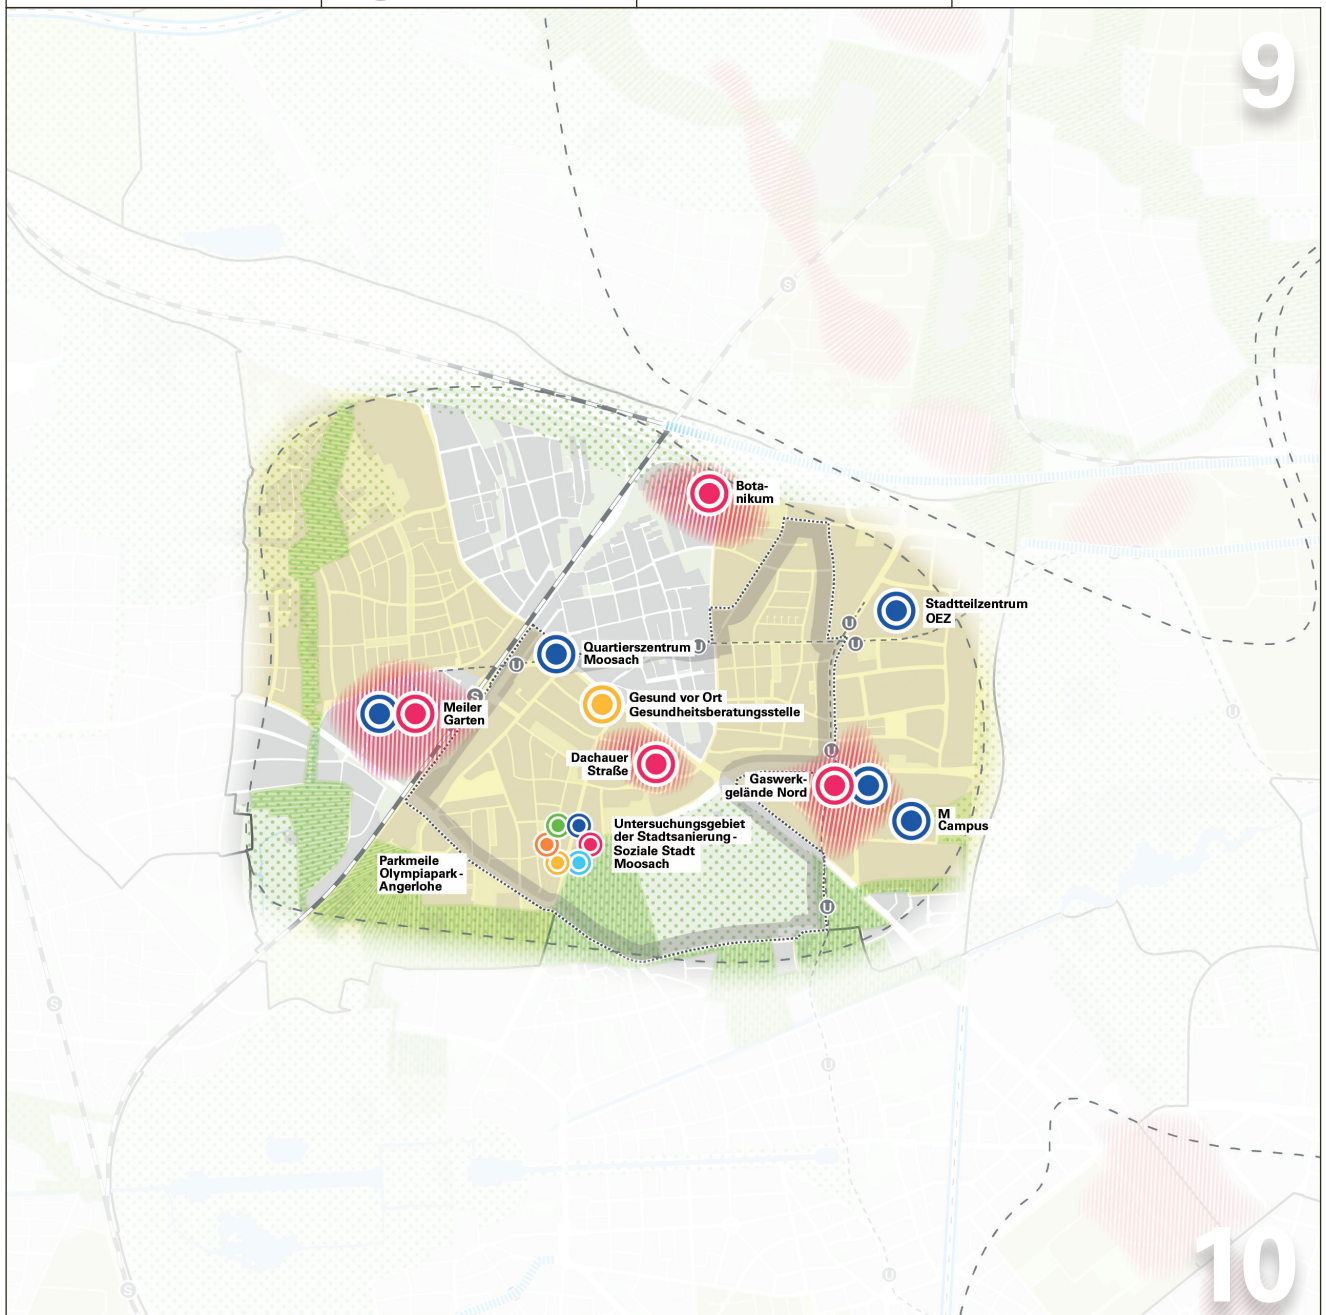 9
S
Bota-
nikum
Stadtteilzentrum
OEZ
U
U
Quartierszentrum
Moosach
U
U
S
Gesund vor Ort
Gesundheitsberatungsstelle
Meiler
Garten
U
Dachauer
Straße
Gaswerk-
gelände Nord
M
Campus
Untersuchungsgebiet
der Stadtsanierung -
Soziale Stadt
Moosach
Parkmeile
Olympiapark -
Angerlohe
U
U
S
U
U
S
10